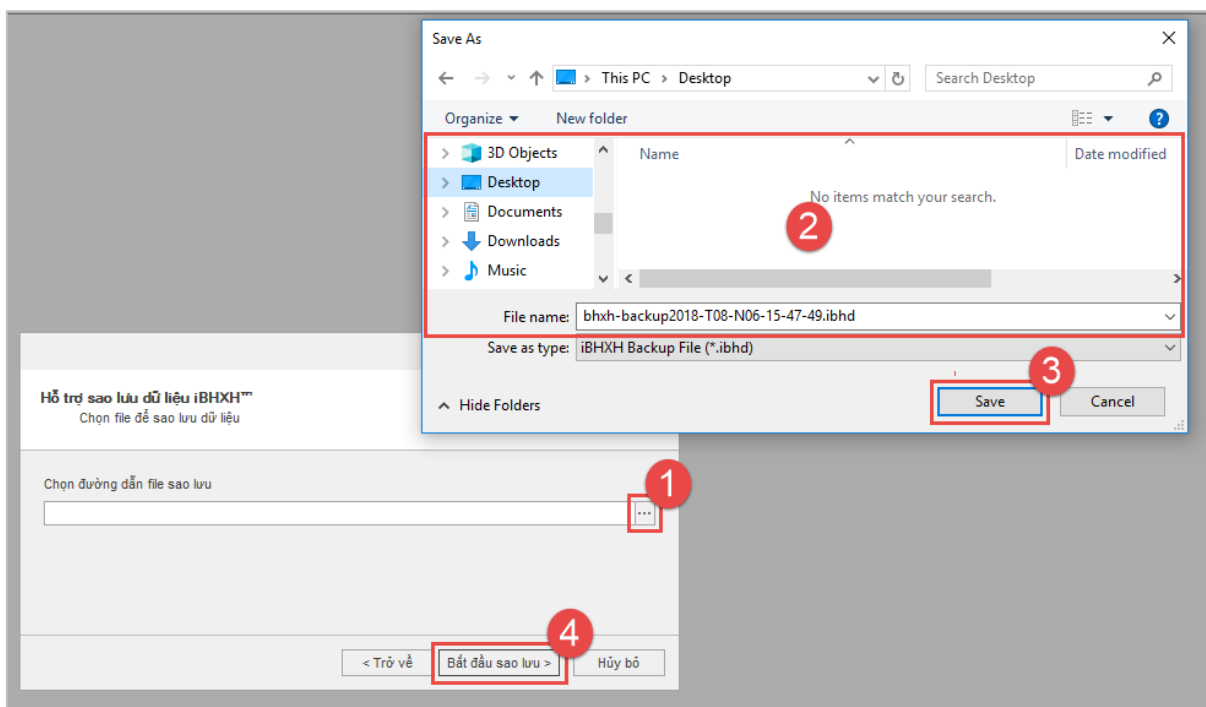 Save As
This PC > Desktop
Search Desktop
Organize
New folder
3D Objects
Desktop
Documents
Downloads
Music
Name
Date modified
No items match your search.
2
File name: bhxh-backup2018-T08-N06-15-47-49.ibhd
Save as type: iBHXH Backup File (*.ibhd)
3
Hide Folders
Save
Cancel
Hỗ trợ sao lưu dữ liệu iBHXH™
Chọn file để sao lưu dữ liệu
Chọn đường dẫn file sao lưu
1
...
4
< Trở về
Bắt đầu sao lưu >
Hủy bỏ